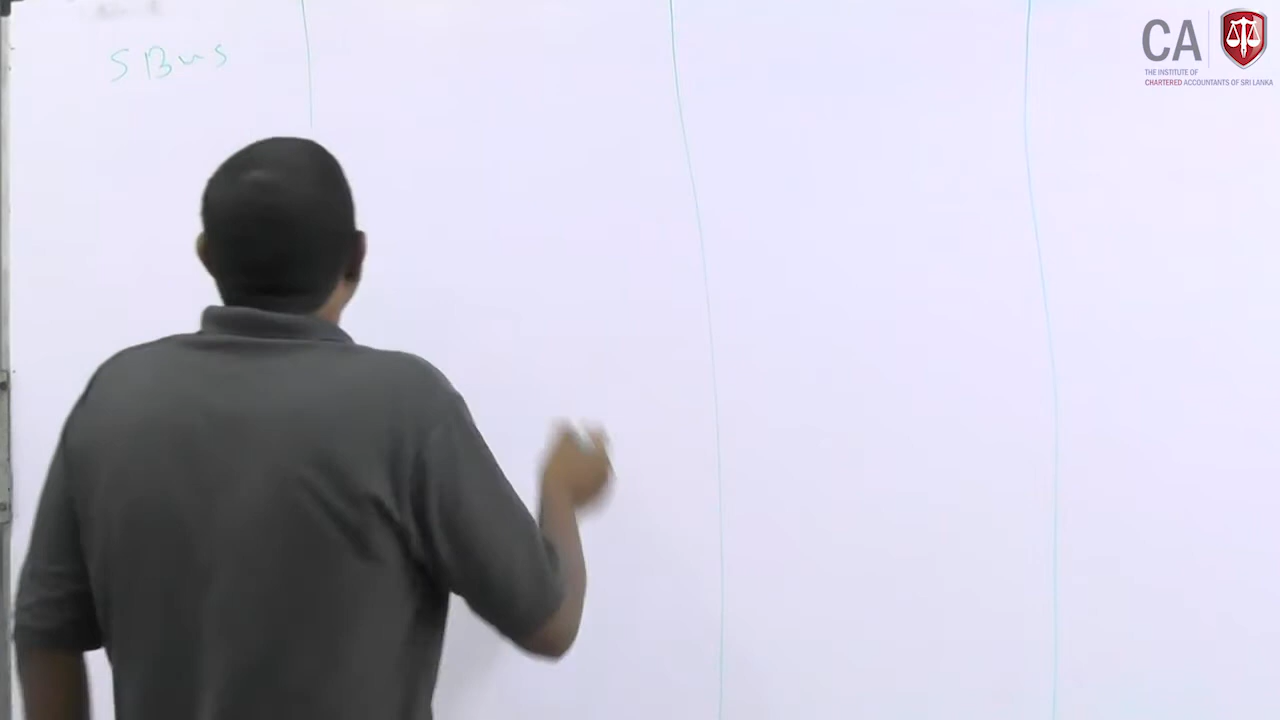 SBus
CA
THE INSTITUTE OF
CHARTERED ACCOUNTANTS OF SRI LANKA